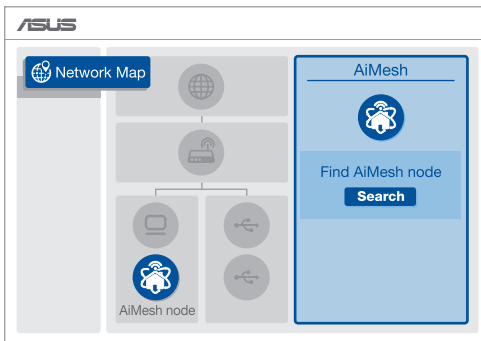 ASUS
Network Map
AiMesh node
AiMesh
Find AiMesh node
Search